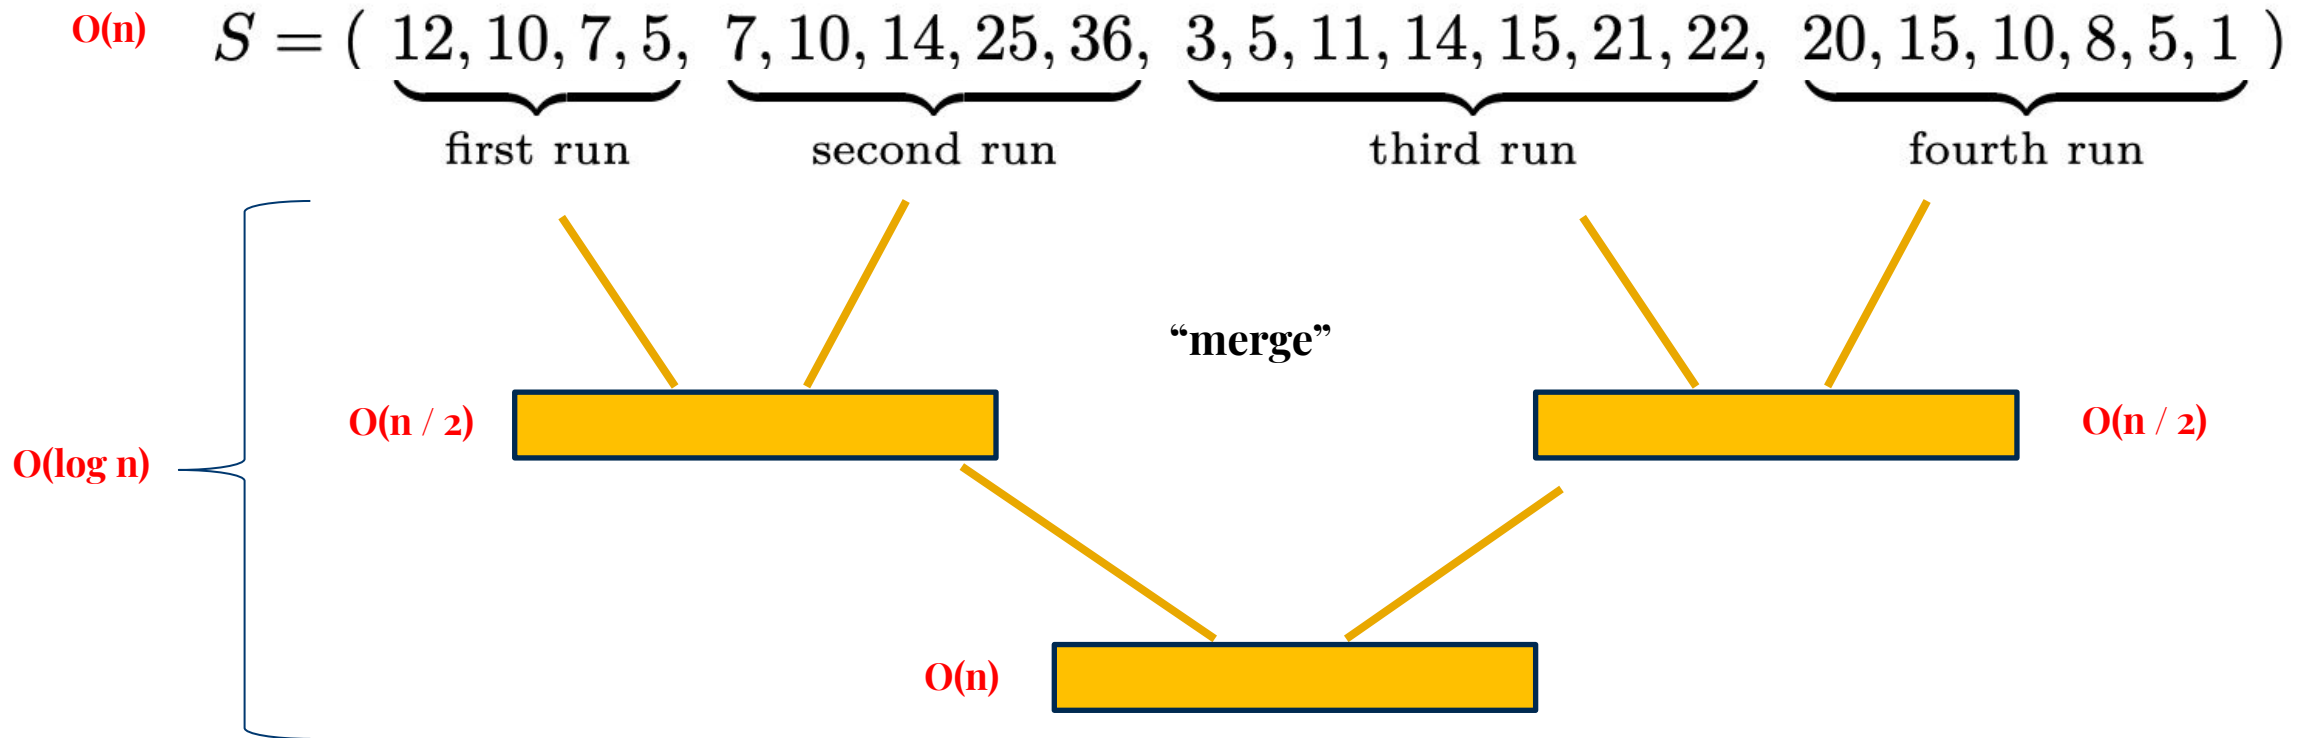 O(n) S = ( 12, 10, 7, 5, 7, 10, 14, 25, 36, 3, 5, 11, 14, 15, 21, 22, 20, 15, 10, 8, 5, 1 )
first run second run third run fourth run
“merge”
O(n / 2) O(n / 2)
O(log n)
O(n)